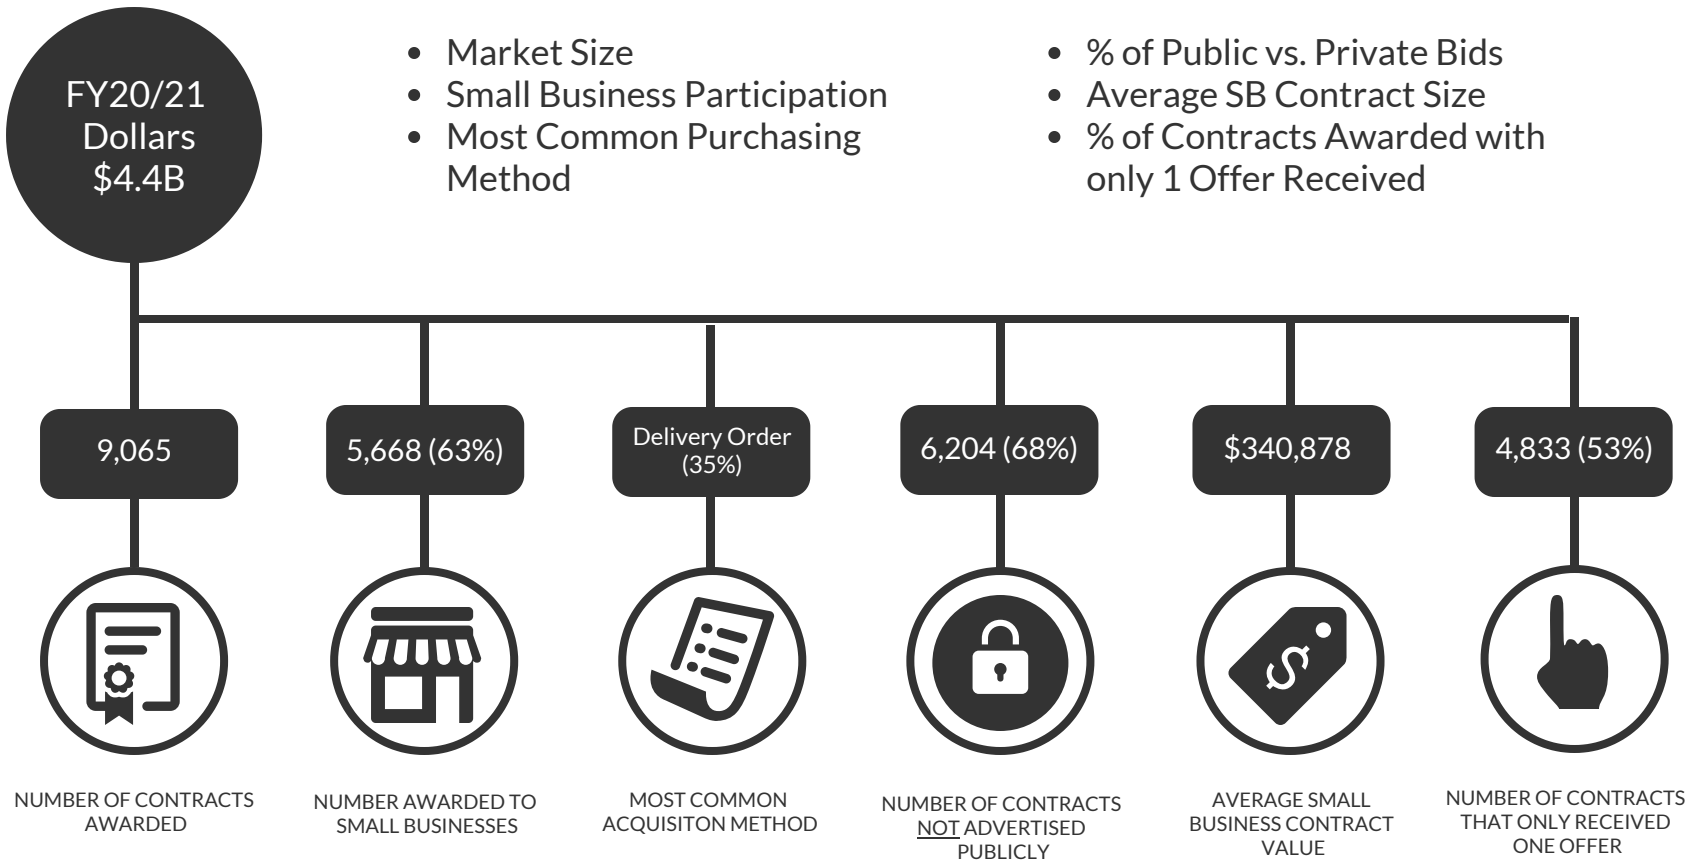 FY20/21
Dollars
$4.4B
• Market Size
• Small Business Participation
• Most Common Purchasing
Method
• % of Public vs. Private Bids
• Average SB Contract Size
• % of Contracts Awarded with
only 1 Offer Received
9,065
5,668 (63%)
Delivery Order
(35%)
6,204 (68%)
$340,878
4,833 (53%)
$
NUMBER OF CONTRACTS
AWARDED
NUMBER AWARDED TO
SMALL BUSINESSES
MOST COMMON
ACQUISITON METHOD
NUMBER OF CONTRACTS
NOT ADVERTISED
PUBLICLY
AVERAGE SMALL
BUSINESS CONTRACT
VALUE
NUMBER OF CONTRACTS
THAT ONLY RECEIVED
ONE OFFER